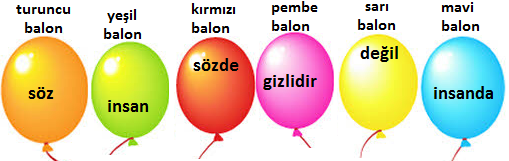 turuncu balon
yeşil balon
kırmızı balon
pembe balon
sarı balon
mavi balon
söz
insan
sözde
gizlidir
değil
insanda